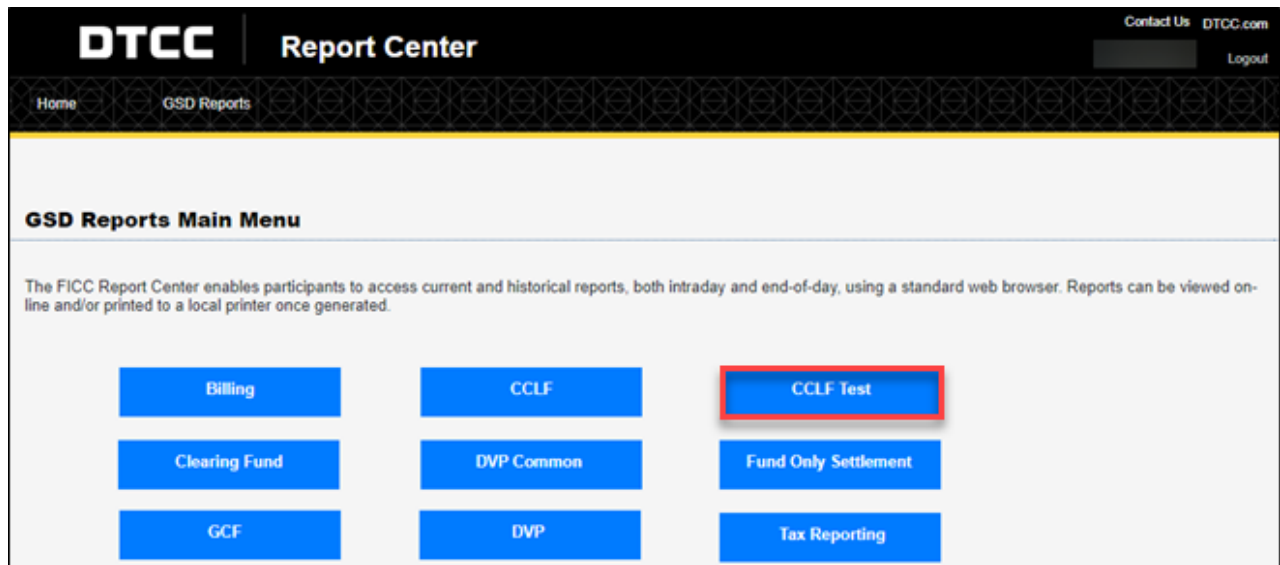 Contact Us DTCC.com
DTCC Report Center
Logout
Home GSD Reports
GSD Reports Main Menu
The FICC Report Center enables participants to access current and historical reports, both intraday and end-of-day, using a standard web browser. Reports can be viewed on-
line and/or printed to a local printer once generated.
Billing CCLF CCLF Test
Clearing Fund DVP Common Fund Only Settlement
GCF DVP Tax Reporting